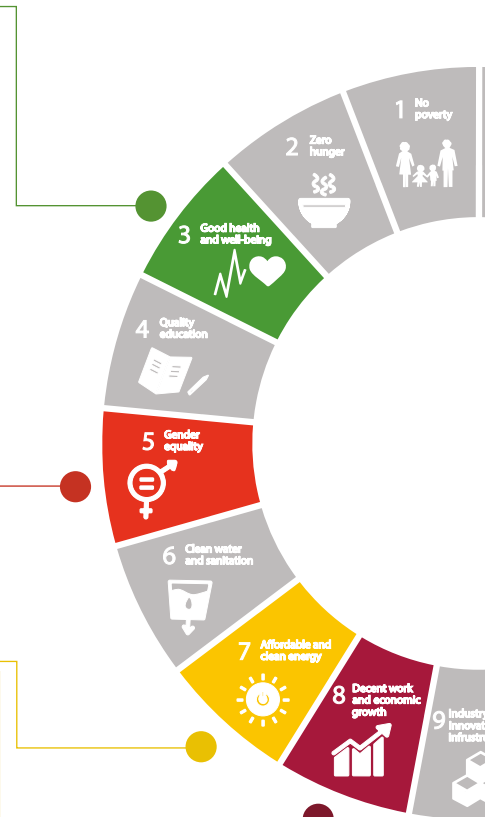 1 No
poverty
2 Zero
hunger
3 Good health
and well-being
4 Quality
education
5 Gender
equality
6 Clean water
and sanitation
7 Affordable and
clean energy
8 Decent work
and economic
growth
9 Industry